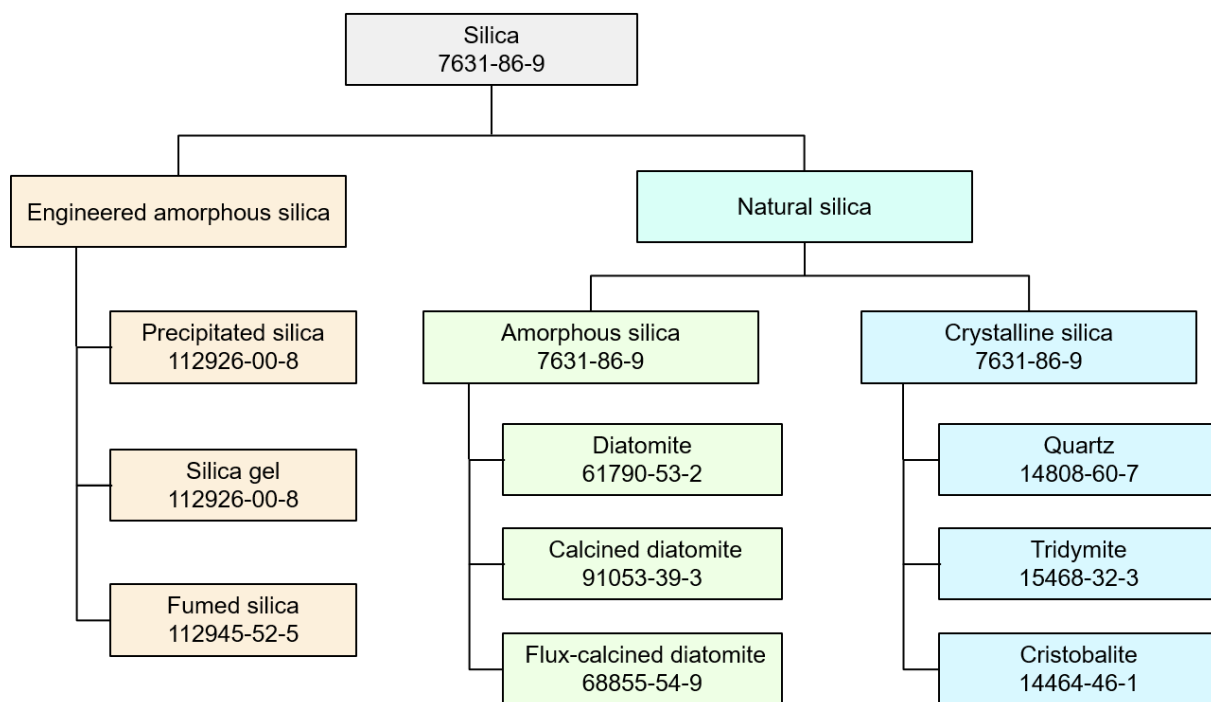 Silica
7631-86-9
Engineered amorphous silica
Natural silica
Precipitated silica
112926-00-8
Silica gel
112926-00-8
Fumed silica
112945-52-5
Amorphous silica
7631-86-9
Diatomite
61790-53-2
Calcined diatomite
91053-39-3
Flux-calcined diatomite
68855-54-9
Crystalline silica
7631-86-9
Quartz
14808-60-7
Tridymite
15468-32-3
Cristobalite
14464-46-1